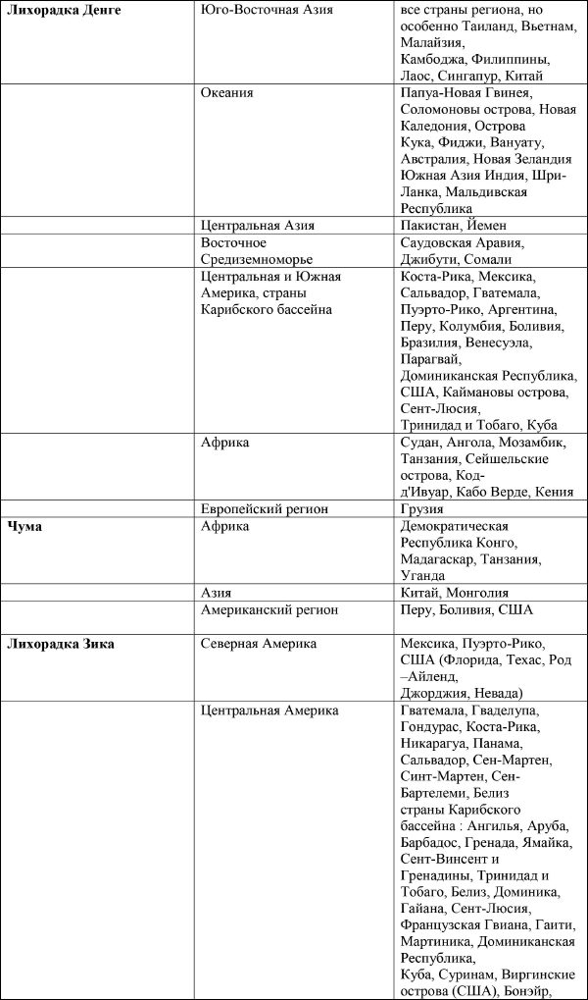 Лихорадка Денге
Юго-Восточная Азия
все страны региона, но
особенно Таиланд, Вьетнам,
Малайзия,
Камбоджа, Филиппины,
Лаос, Сингапур, Китай
Океания
Папуа-Новая Гвинея,
Соломоновы острова, Новая
Каледония, Острова
Кука, Фиджи, Вануату,
Австралия, Новая Зеландия
Южная Азия Индия, Шри-
Ланка, Мальдивская
Республика
Центральная Азия
Пакистан, Йемен
Восточное
Средиземноморье
Саудовская Аравия,
Джибути, Сомали
Центральная и Южная
Америка, страны
Карибского бассейна
Коста-Рика, Мексика,
Сальвадор, Гватемала,
Пуэрто-Рико, Аргентина,
Перу, Колумбия, Боливия,
Бразилия, Венесуэла,
Парагвай,
Доминиканская Республика,
США, Каймановы острова,
Сент-Люсия,
Тринидад и Тобаго, Куба
Африка
Судан, Ангола, Мозамбик,
Танзания, Сейшельские
острова, Код-
д'Ивуар, Кабо Верде, Кения
Европейский регион
Грузия
Чума
Африка
Демократическая
Республика Конго,
Мадагаскар, Танзания,
Уганда
Азия
Китай, Монголия
Американский регион
Перу, Боливия, США
Лихорадка Зика
Северная Америка
Мексика, Пуэрто-Рико,
США (Флорида, Техас, Род
–Айленд,
Джорджия, Невада)
Центральная Америка
Гватемала, Гваделупа,
Гондурас, Коста-Рика,
Никарагуа, Панама,
Сальвадор, Сен-Мартен,
Синт-Мартен, Сен-
Бартелеми, Белиз
страны Карибского
бассейна : Ангилья, Аруба,
Барбадос, Гренада, Ямайка,
Сент-Винсент и
Гренадины, Тринидад и
Тобаго, Белиз, Доминика,
Гайана, Сент-Люсия,
Французская Гвиана, Гаити,
Мартиника, Доминиканская
Республика,
Куба, Суринам, Виргинские
острова (США), Бонэйр,